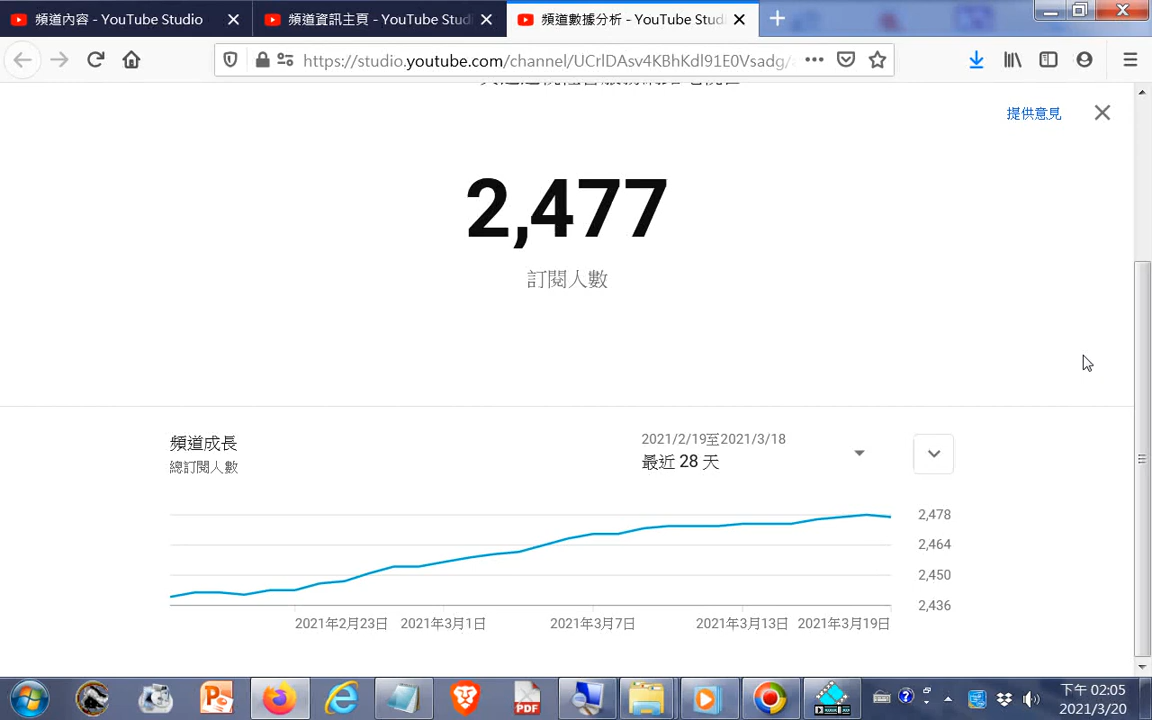 頻道內容 - YouTube Studio
頻道資訊主頁 - YouTube Stud
頻道數據分析 - YouTube Studi
https://studio.youtube.com/channel/UCrlDAsv4KBhKdl91E0Vsadg/
提供意見
2,477
訂閱人數
頻道成長
總訂閱人數
2021/2/19至2021/3/18
最近 28 天
2,478
2,464
2,450
2,436
2021年2月23日
2021年3月1日
2021年3月7日
2021年3月13日
2021年3月19日
PDF
下午 02:05
2021/3/20